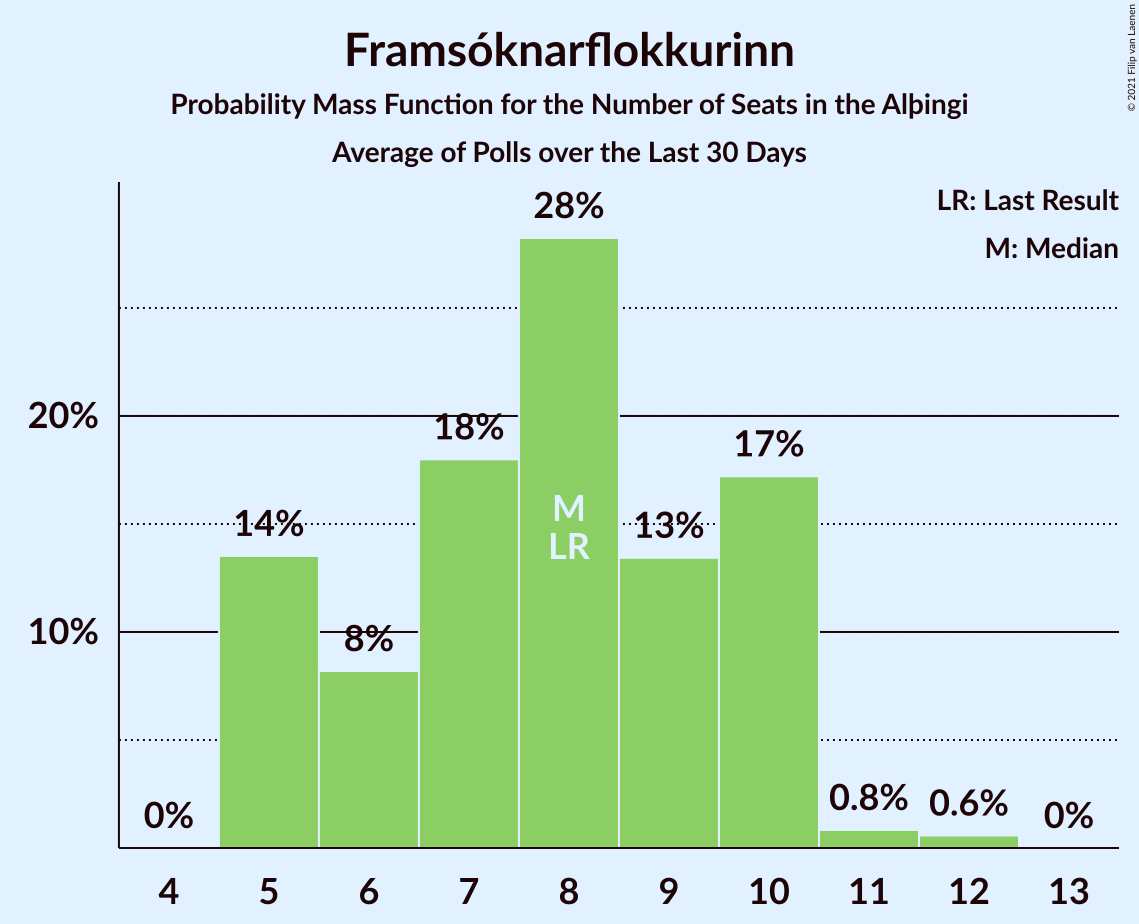 Framsóknarflokkurinn
Probability Mass Function for the Number of Seats in the Alþingi
Average of Polls over the Last 30 Days
© 2021 Filip van Laenen
LR: Last Result
M: Median
28%
20%
18%
17%
14%
13%
M
LR
10%
8%
0%
0.8%
0.6%
0%
4 5 6 7 8 9 10 11 12 13